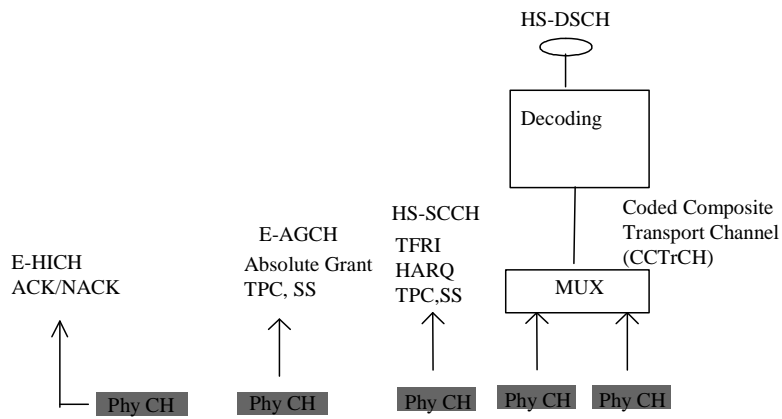 HS-DSCH
Decoding
HS-SCCH
TFRI
HARQ
TPC,SS
Coded Composite
Transport Channel
(CCTrCH)
E-AGCH
Absolute Grant
TPC, SS
E-HICH
ACK/NACK
MUX
Phy CH
Phy CH
Phy CH
Phy CH
Phy CH